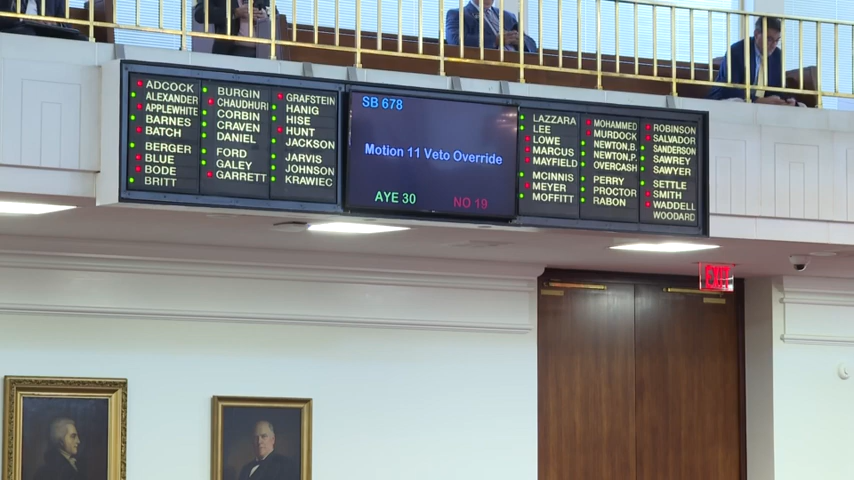 ADCOCK
ALEXANDER
APPLEWHITE
BARNES
BATCH
BERGER
BLUE
BODE
BRITT
BURGIN
CHAUDHURI
CORBIN
CRAVEN
DANIEL
FORD
GALEY
GARRETT
GRAFSTEIN
HANIG
HISE
HUNT
JACKSON
JARVIS
JOHNSON
KRAWIEC
SB 678
Motion 11 Veto Override
AYE 30
NO 19
LAZZARA
LEE
LOWE
MARCUS
MAYFIELD
MCINNIS
MEYER
MOFFITT
MOHAMMED
MURDOCK
NEWTON.B
NEWTON.P
OVERCASH
PERRY
PROCTOR
RABON
ROBINSON
SALVADOR
SANDERSON
SAWREY
SAWYER
SETTLE
SMITH
WADDELL
WOODARD
EXIT